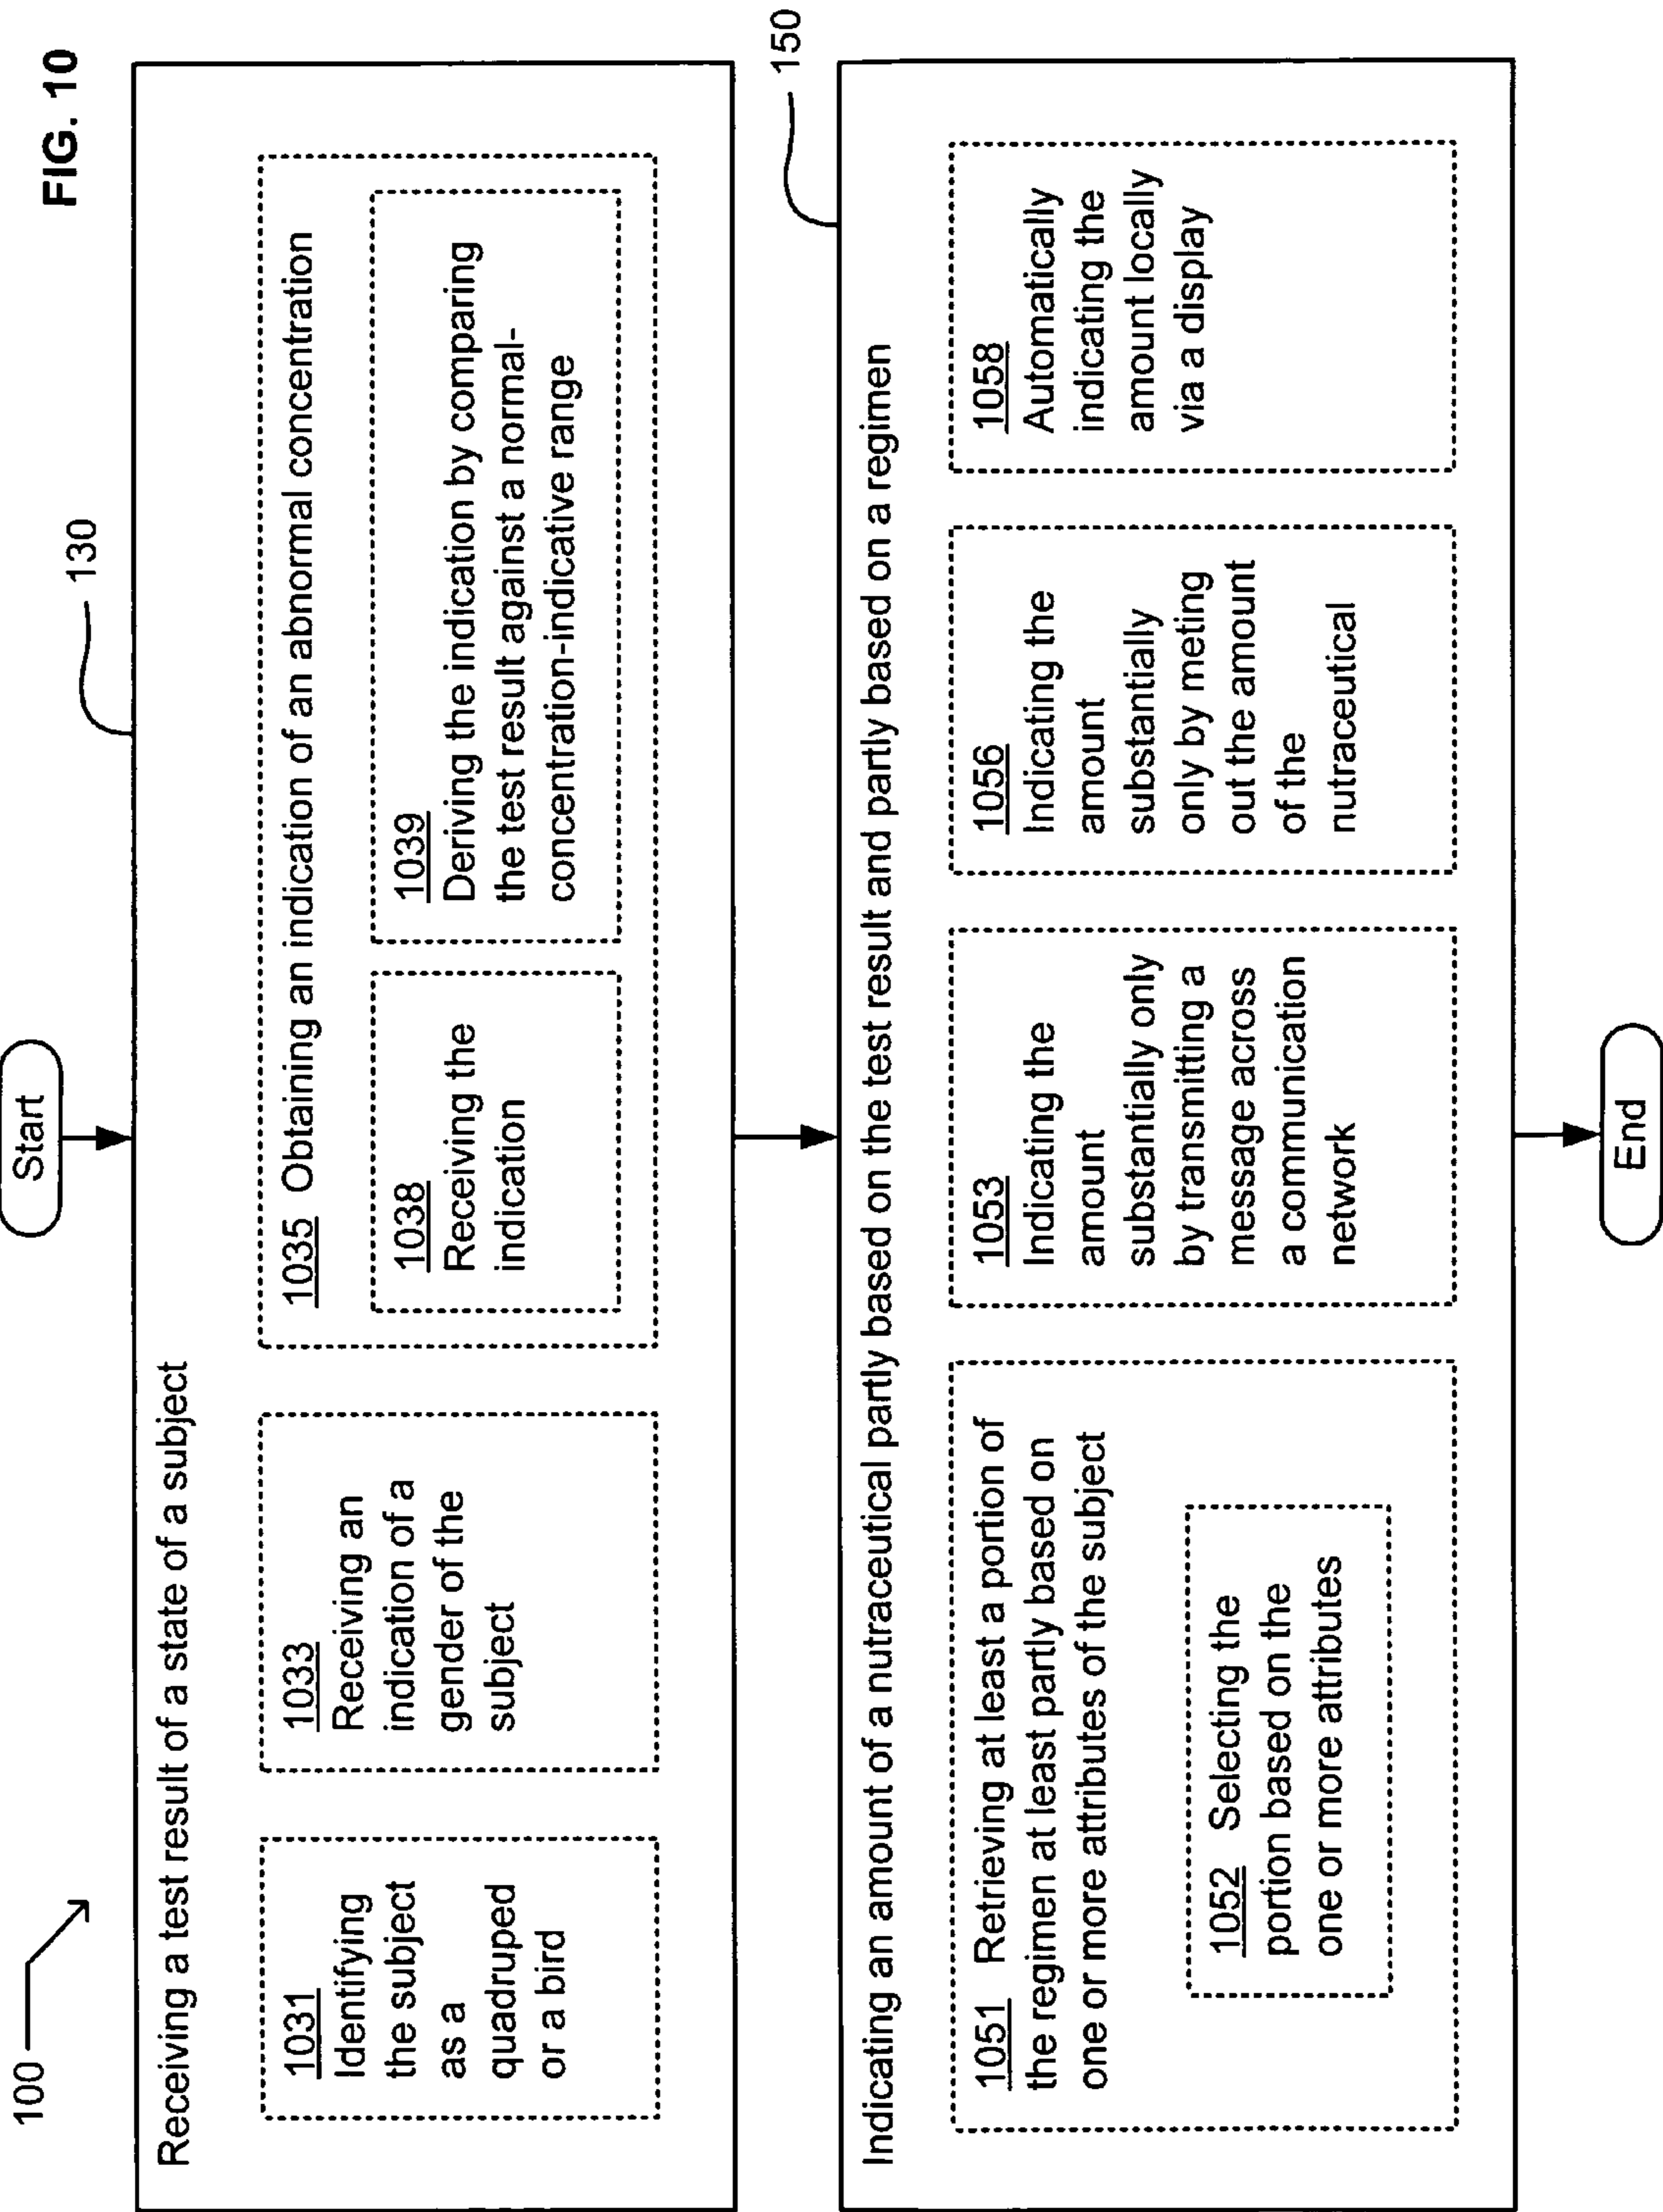 FIG. 10
100
Start
130
Receiving a test result of a state of a subject
1031
Identifying
the subject
as a
quadruped
or a bird
1033
Receiving an
indication of a
gender of the
subject
1035 Obtaining an indication of an abnormal concentration
1038
Receiving the
indication
1039
Deriving the indication by comparing
the test result against a normal-
concentration-indicative range
150
Indicating an amount of a nutraceutical partly based on the test result and partly based on a regimen
1051 Retrieving at least a portion of
the regimen at least partly based on
one or more attributes of the subject
1052 Selecting the
portion based on the
one or more attributes
1053
Indicating the
amount
substantially only
by transmitting a
message across
a communication
network
1056
Indicating the
amount
substantially
only by meting
out the amount
of the
nutraceutical
1058
Automatically
indicating the
amount locally
via a display
End